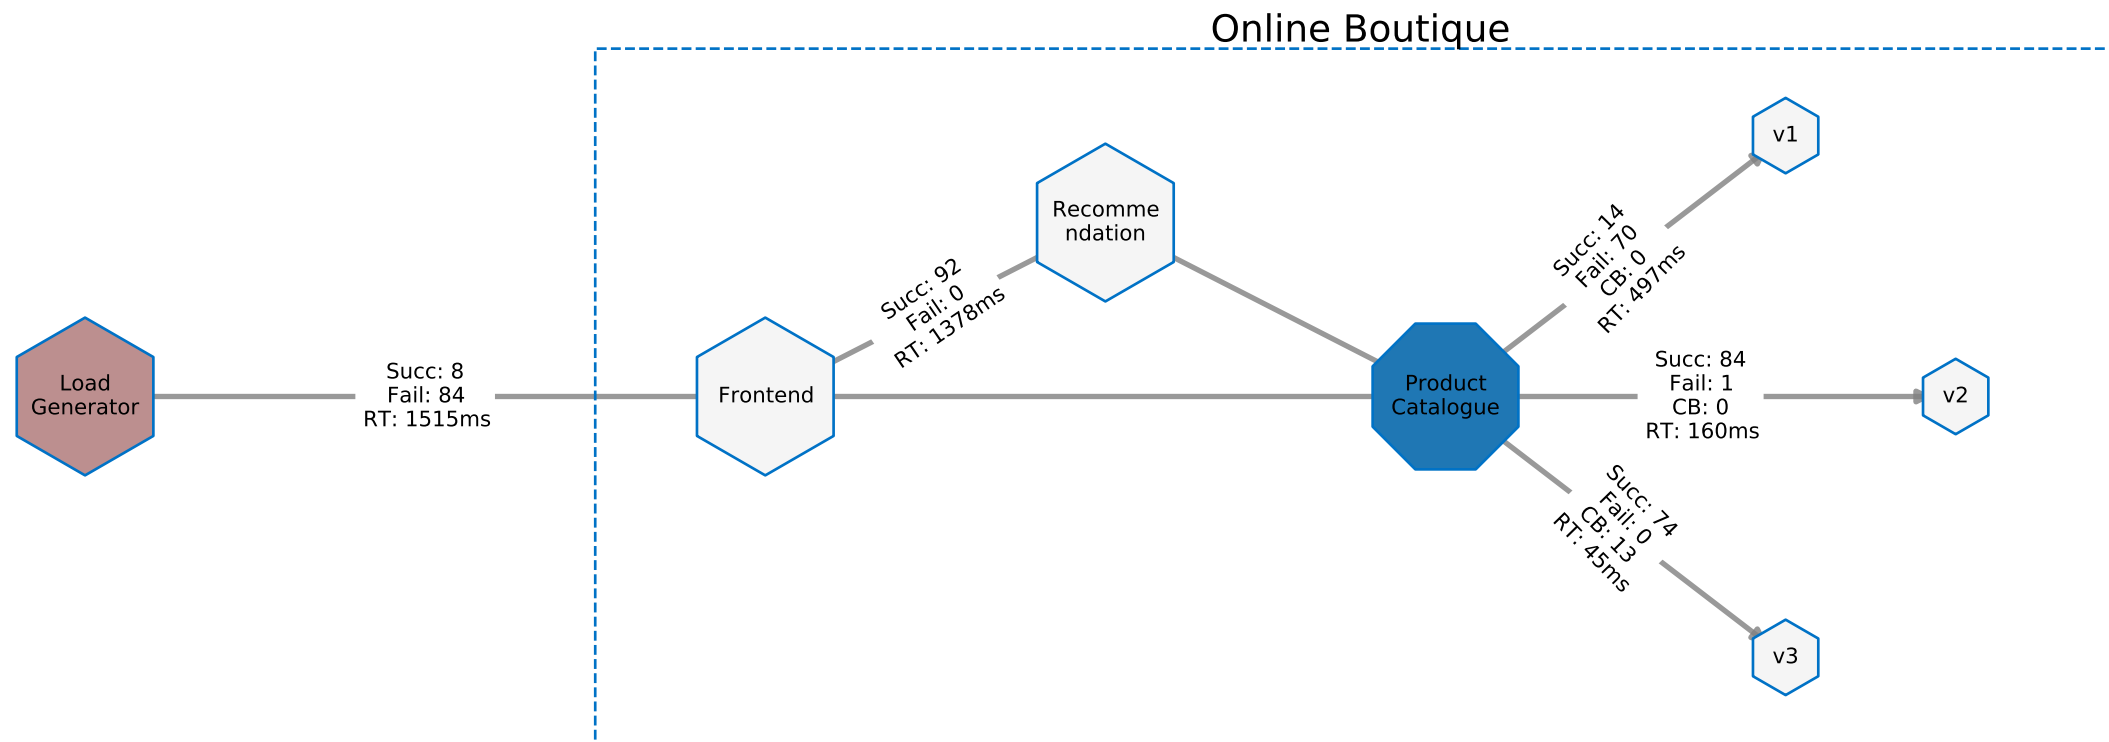 Online Boutique
Load
Generator
Succ: 8
Fail: 84
RT: 1515ms
Frontend
Succ: 92
Fail: 0
RT: 1378ms
Recomme
ndation
Product
Catalogue
Succ: 14
Fail: 70
CB: 0
RT: 497ms
v1
Succ: 84
Fail: 1
CB: 0
RT: 160ms
v2
Succ: 74
Fail: 0
CB: 13
RT: 45ms
v3